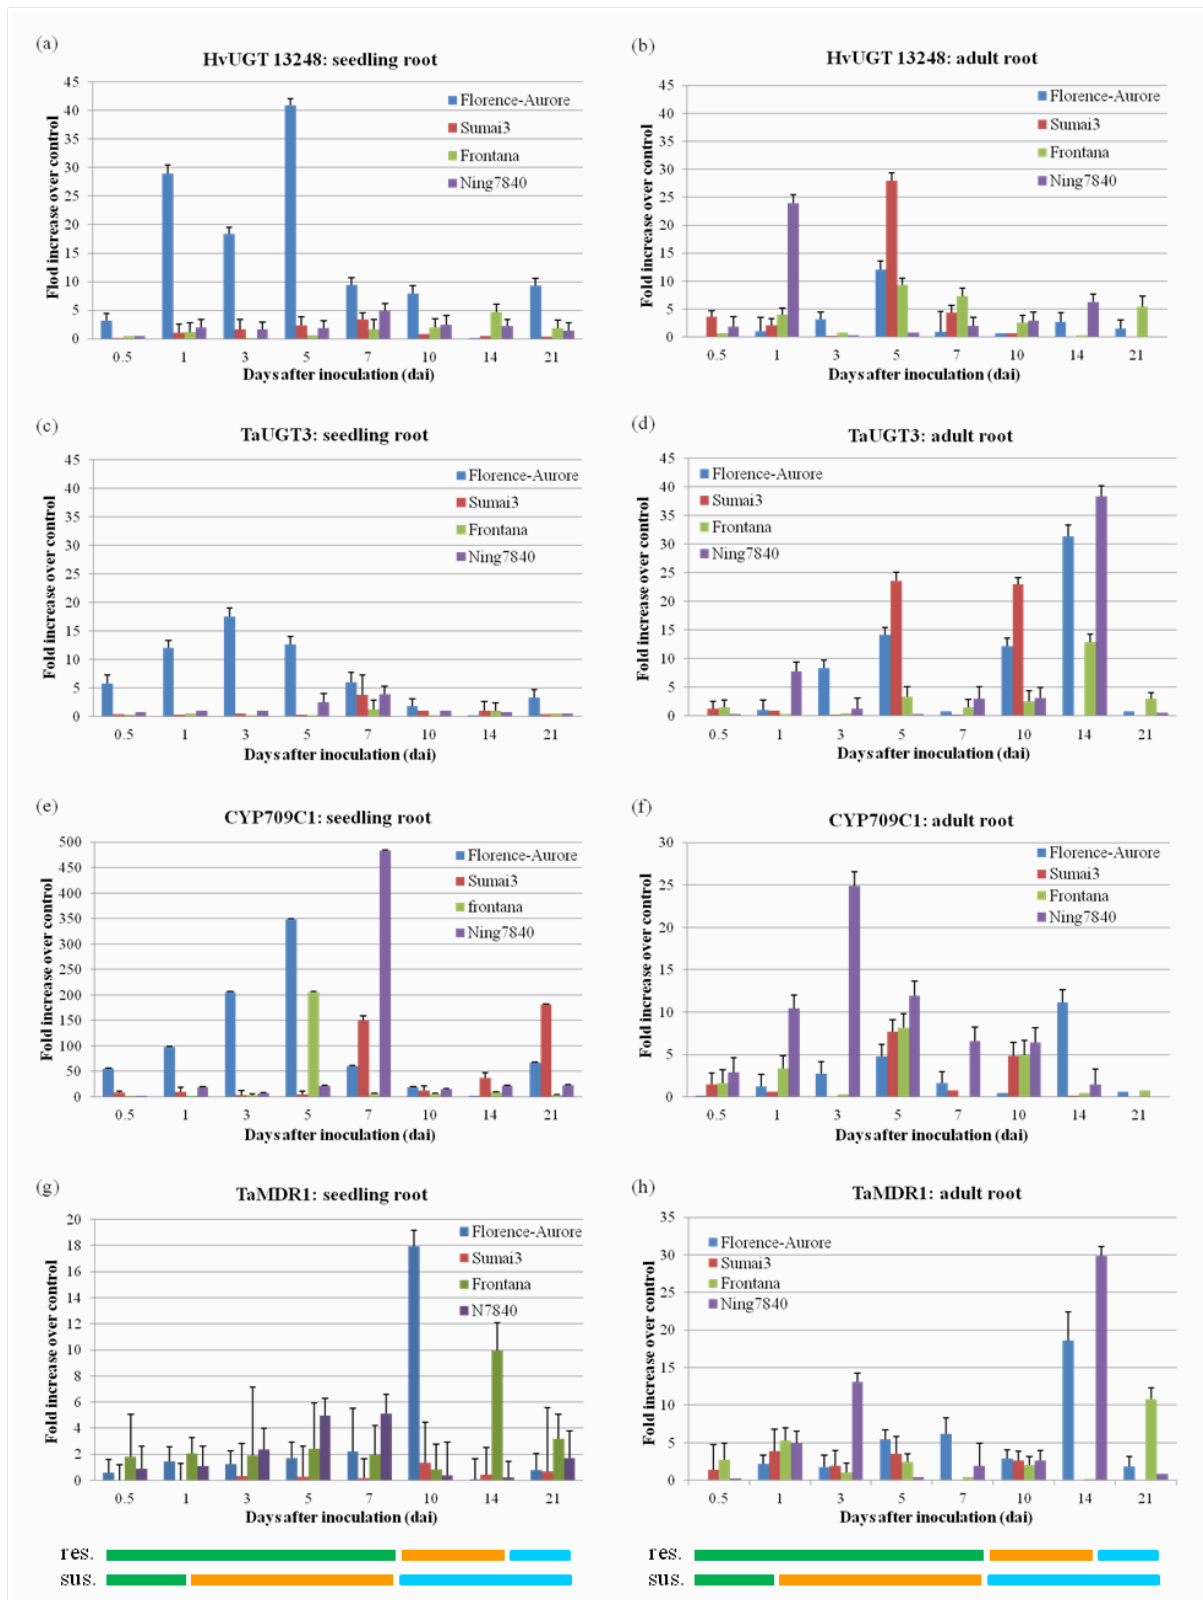 (a)
HvUGT 13248: seedling root
Flod increase over control
45
40
35
30
25
20
15
10
5
0
Florence-Aurore
Sumai3
Frontana
Ning7840
0.5 1 3 5 7 10 14 21
Days after inoculation (dai)
(b)
HvUGT 13248: adult root
Fold increase over control
45
40
35
30
25
20
15
10
5
0
Florence-Aurore
Sumai3
Frontana
Ning7840
0.5 1 3 5 7 10 14 21
Days after inoculation (dai)
(c)
TaUGT3: seedling root
Fold increase over control
45
40
35
30
25
20
15
10
5
0
Florence-Aurore
Sumai3
Frontana
Ning7840
0.5 1 3 5 7 10 14 21
Days after inoculation (dai)
(d)
TaUGT3: adult root
Fold increase over control
45
40
35
30
25
20
15
10
5
0
Florence-Aurore
Sumai3
Frontana
Ning7840
0.5 1 3 5 7 10 14 21
Days after inoculation (dai)
(e)
CYP709C1: seedling root
Fold increase over control
500
450
400
350
300
250
200
150
100
50
0
Florence-Aurore
Sumai3
frontana
Ning7840
0.5 1 3 5 7 10 14 21
Days after inoculation (dai)
(f)
CYP709C1: adult root
Fold increase over control
30
25
20
15
10
5
0
Florence-Aurore
Sumai3
Frontana
Ning7840
0.5 1 3 5 7 10 14 21
Days after inoculation (dai)
(g)
TaMDR1: seedling root
Fold increase over control
20
18
16
14
12
10
8
6
4
2
0
Florence-Aurore
Sumai3
Frontana
N7840
0.5 1 3 5 7 10 14 21
Days after inoculation (dai)
(h)
TaMDR1: adult root
Fold increase over control
35
30
25
20
15
10
5
0
Florence-Aurore
Sumai3
Frontana
Ning7840
0.5 1 3 5 7 10 14 21
Days after inoculation (dai)
res.
sus.
res.
sus.